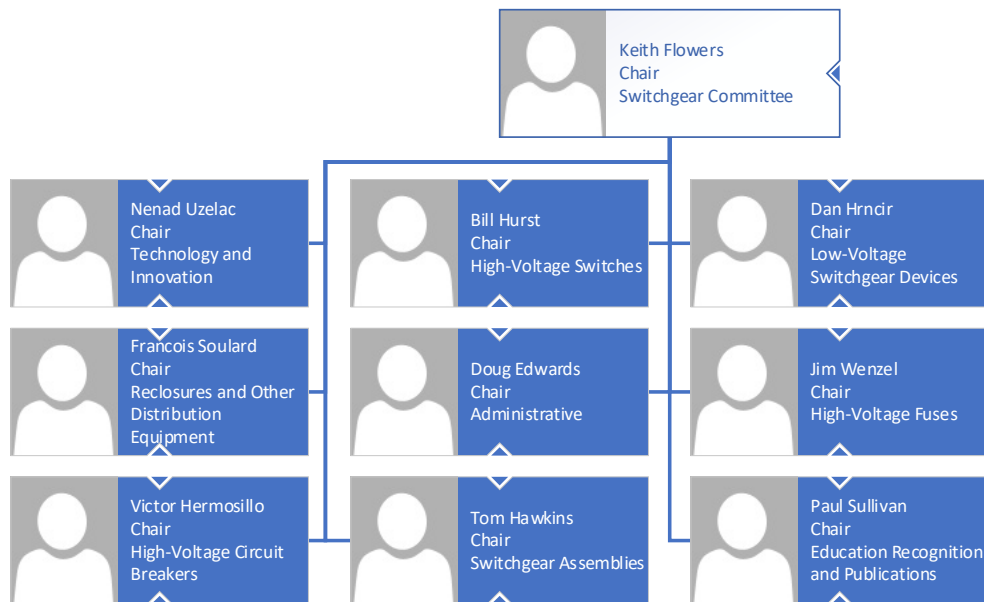 Keith Flowers
Chair
Switchgear Committee
Nenad Uzelac
Chair
Technology and
Innovation
Bill Hurst
Chair
High-Voltage Switches
Dan Hrncir
Chair
Low-Voltage
Switchgear Devices
Francois Soulard
Chair
Reclosures and Other
Distribution
Equipment
Doug Edwards
Chair
Administrative
Jim Wenzel
Chair
High-Voltage Fuses
Victor Hermosillo
Chair
High-Voltage Circuit
Breakers
Tom Hawkins
Chair
Switchgear Assemblies
Paul Sullivan
Chair
Education Recognition
and Publications